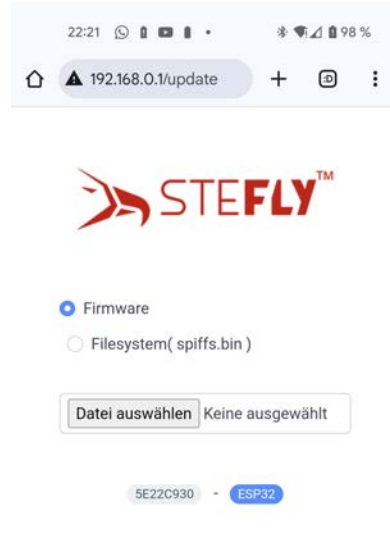 22:21 98 %
192.168.0.1/update
STEFLY™
Firmware
Filesystem( spiffs.bin )
Datei auswählen Keine ausgewählt
5E22C930 - ESP32